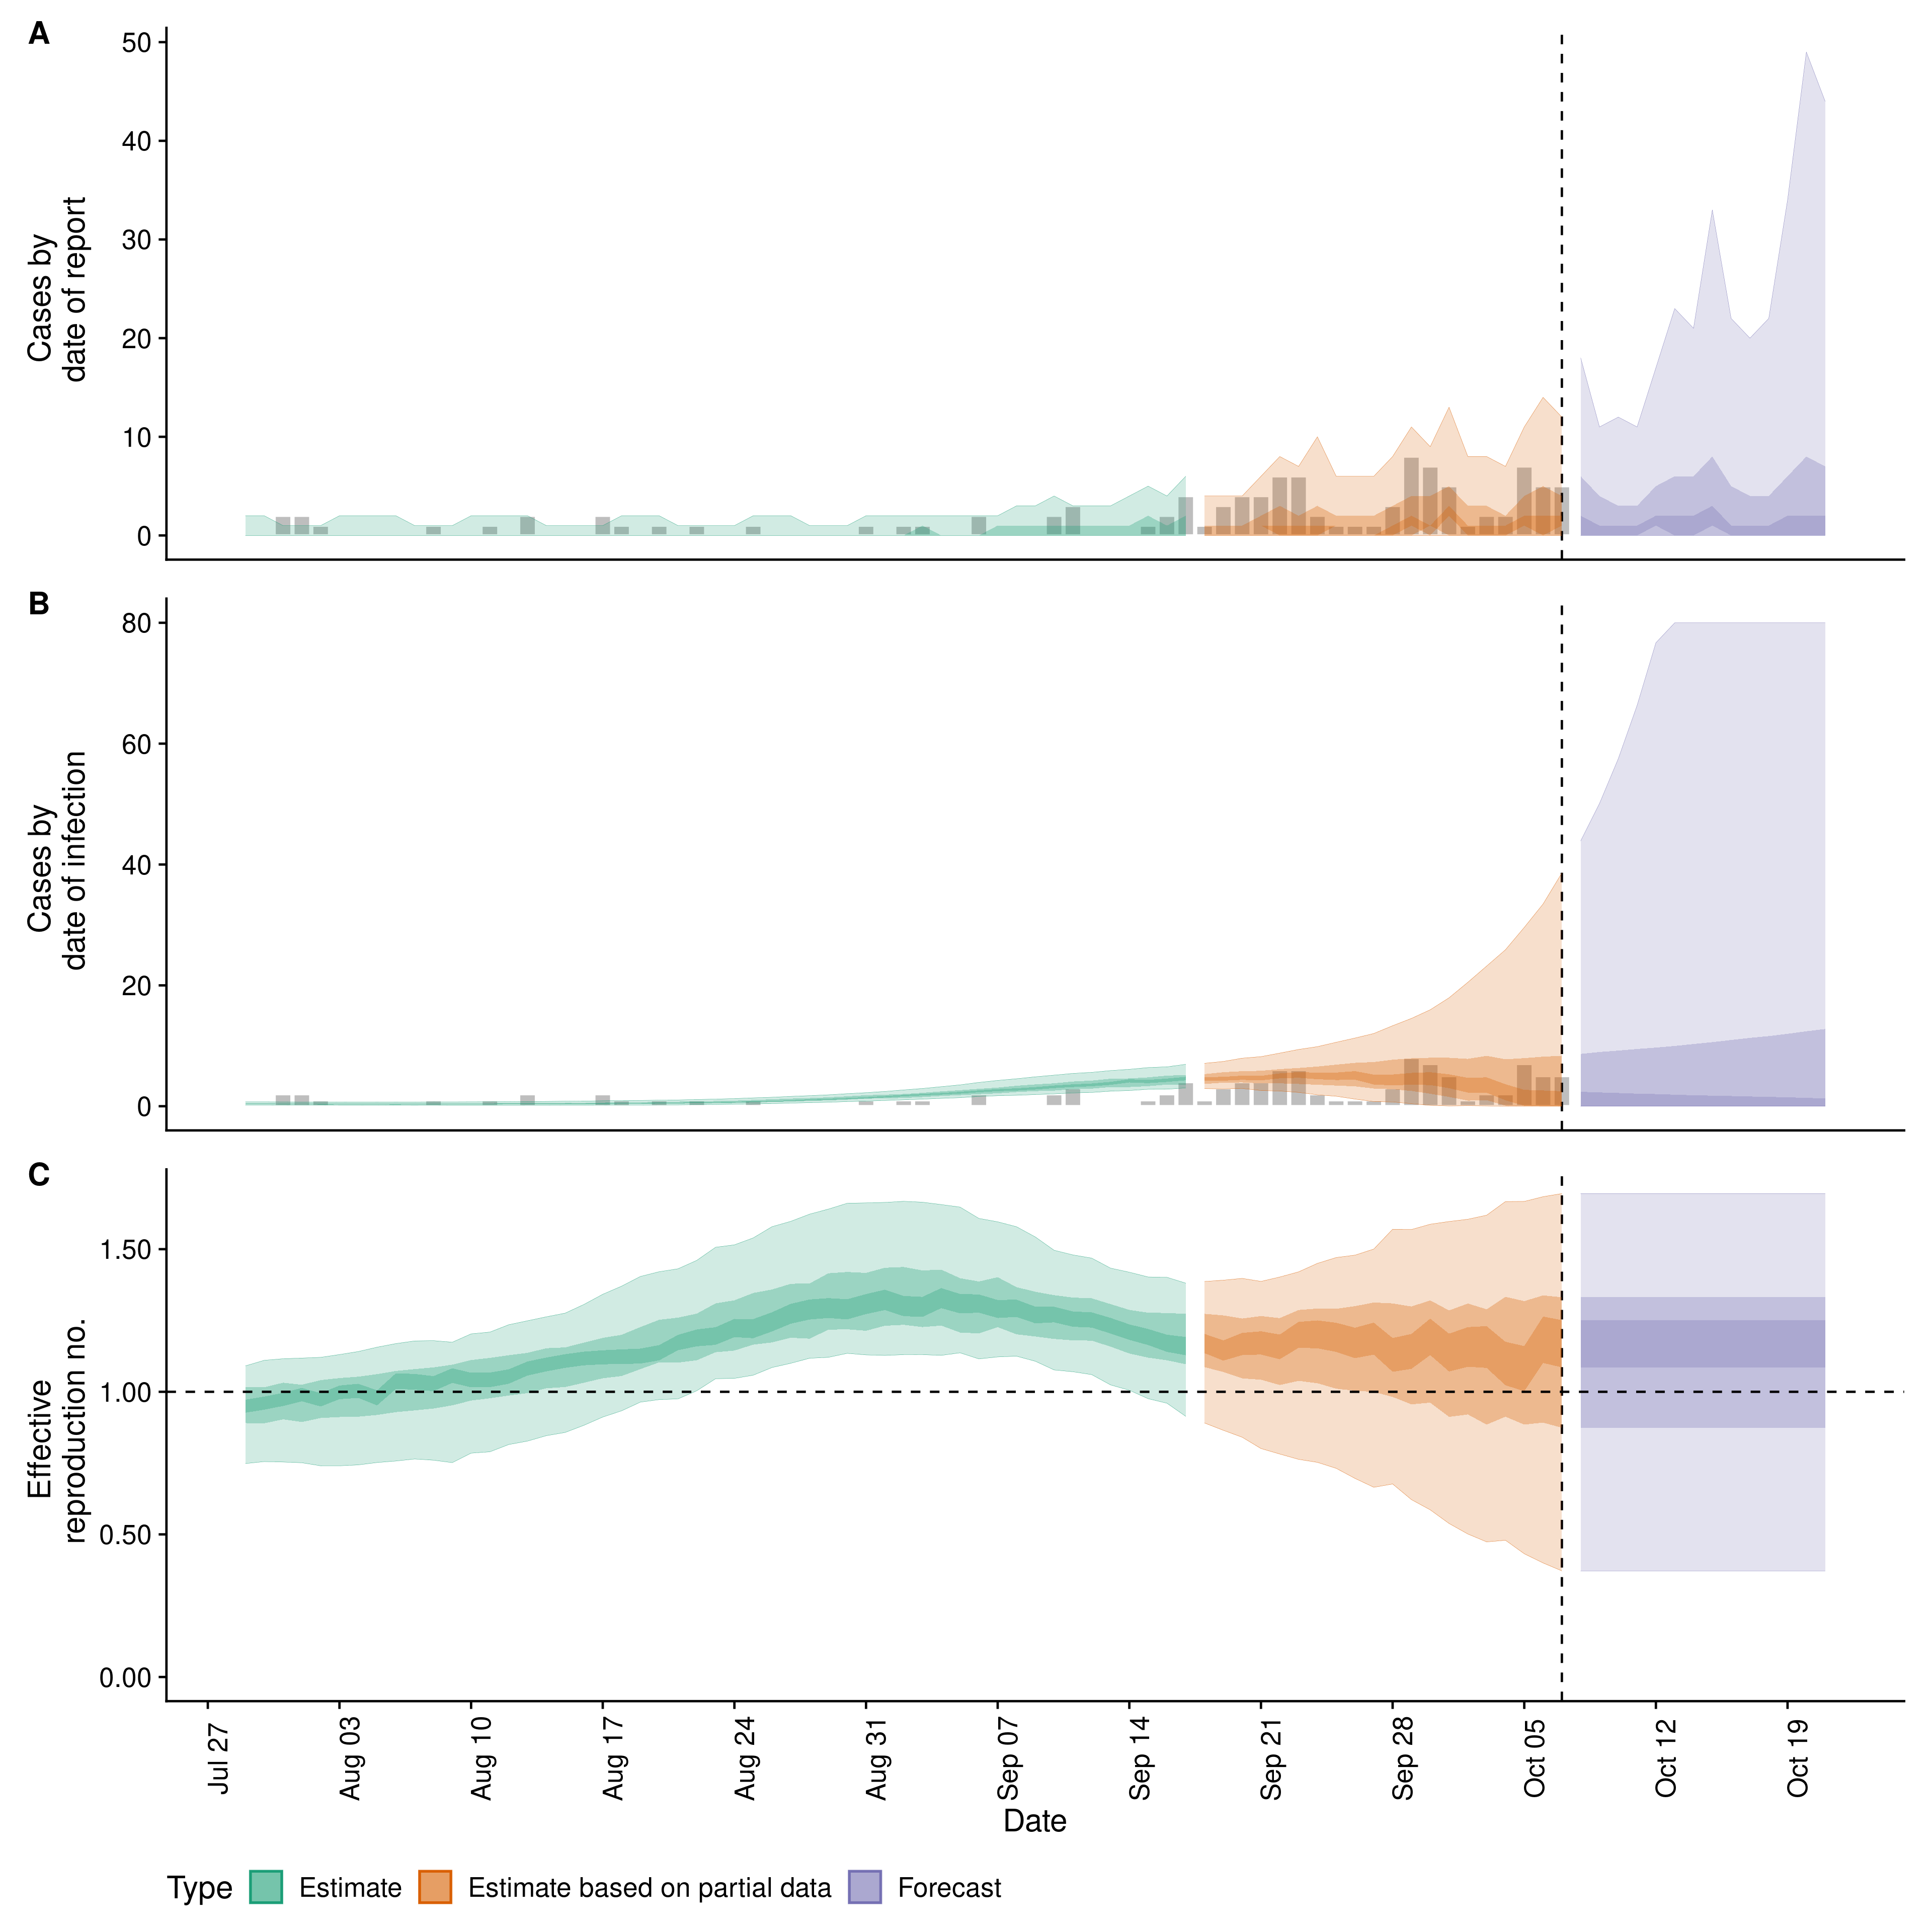 A
50
40
30
20
10
0
Cases by
date of report
B
80
60
40
20
0
Cases by
date of infection
C
1.50
1.00
0.50
0.00
Effective
reproduction no.
Jul 27
Aug 03
Aug 10
Aug 17
Aug 24
Aug 31
Sep 07
Sep 14
Sep 21
Sep 28
Oct 05
Oct 12
Oct 19
Date
Type Estimate Estimate based on partial data Forecast